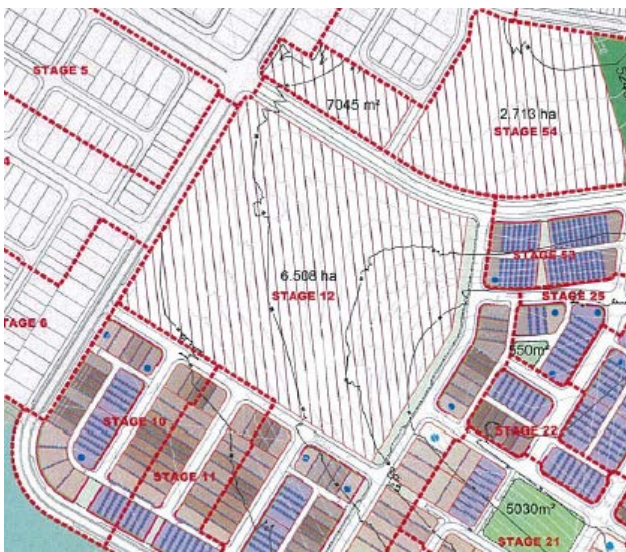 STAGE 5
7045 m²
2.713 ha
STAGE 54
STAGE 53
6.508 ha
STAGE 12
STAGE 25
TAGE 6
550m²
STAGE 10
STAGE 22
STAGE 11
5030m²
STAGE 21